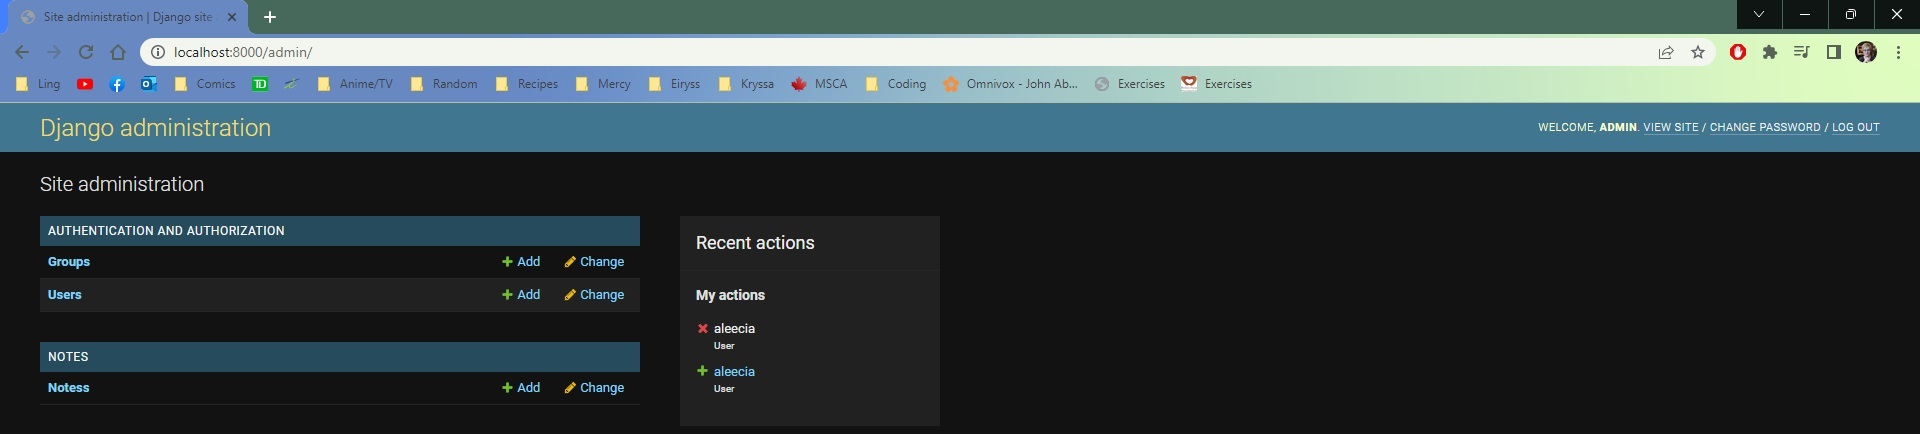 Site administration | Django site
localhost:8000/admin/
Ling Comics TD Anime/TV Random Recipes Mercy Eiryss Kryssa MSCA Coding Omnivox - John Ab... Exercises Exercises
Django administration
WELCOME, ADMIN. VIEW SITE / CHANGE PASSWORD / LOG OUT
Site administration
AUTHENTICATION AND AUTHORIZATION
Groups Add Change
Users Add Change
NOTES
Notess Add Change
Recent actions
My actions
aleecia
User
aleecia
User